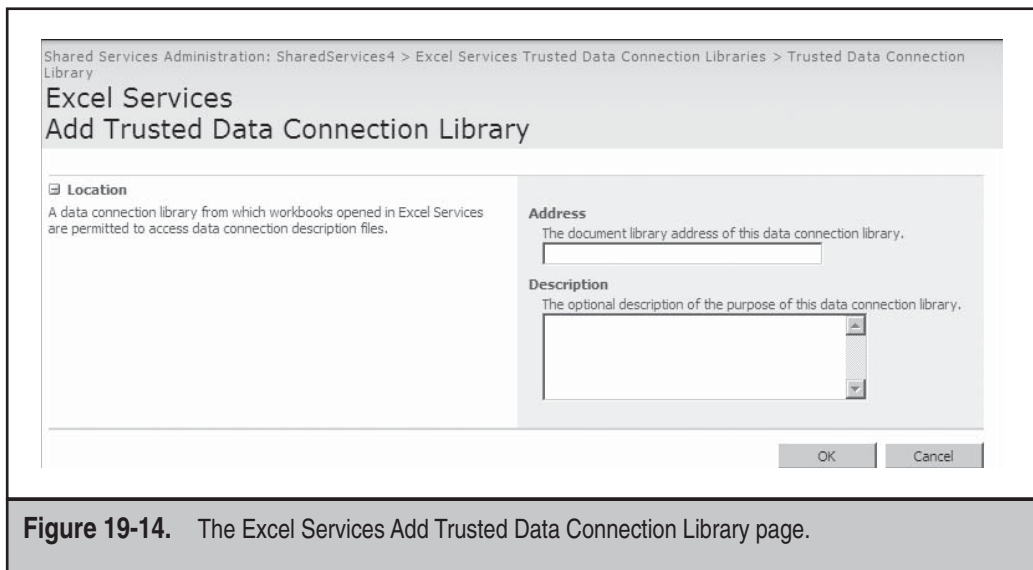 Shared Services Administration: SharedServices4 > Excel Services Trusted Data Connection Libraries > Trusted Data Connection
Library
Excel Services
Add Trusted Data Connection Library
Location
A data connection library from which workbooks opened in Excel Services
are permitted to access data connection description files.
Address
The document library address of this data connection library.
Description
The optional description of the purpose of this data connection library.
OK Cancel
Figure 19-14. The Excel Services Add Trusted Data Connection Library page.